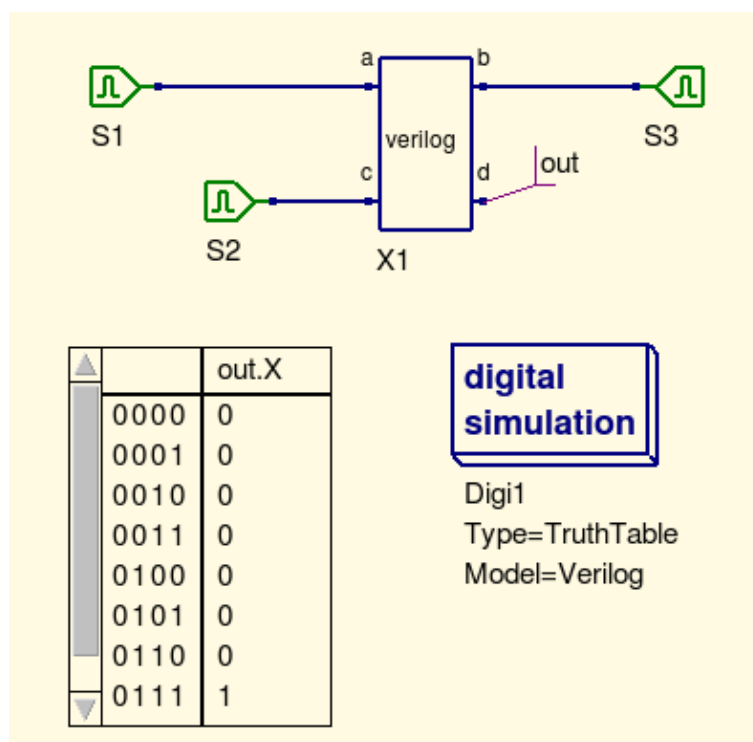 a
b
S1
verilog
S3
c
d
out
S2
X1
out.X
0000 0
0001 0
0010 0
0011 0
0100 0
0101 0
0110 0
0111 1
digital
simulation
Digi1
Type=TruthTable
Model=Verilog